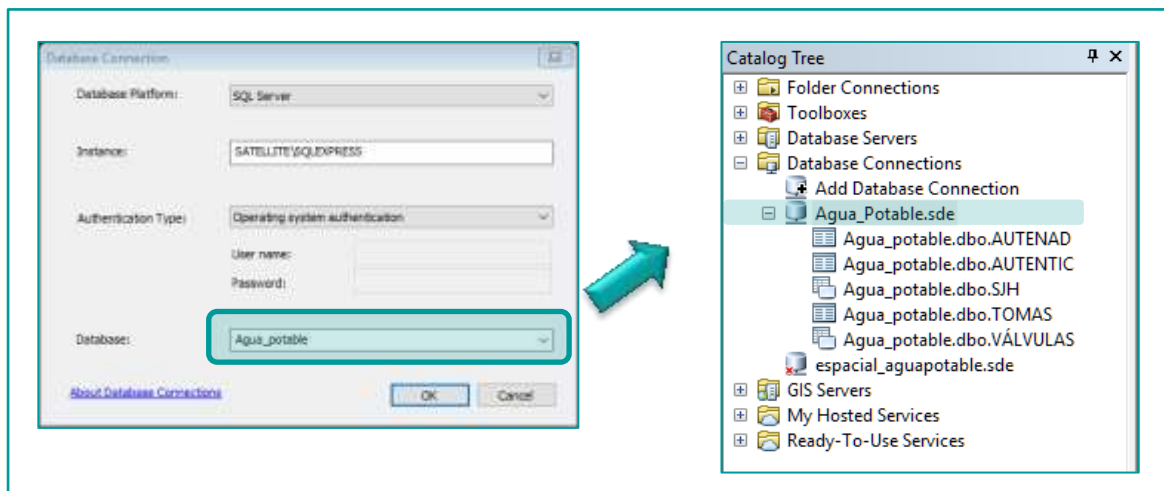 Database Connection
Database Platform:
SQL Server
Instance:
SATELLITE\SQLEXPRESS
Authentication Type:
Operating system authentication
User name:
Password:
Database:
Agua_potable
About Database Connections
OK
Cancel
Catalog Tree
Folder Connections
Toolboxes
Database Servers
Database Connections
Add Database Connection
Agua_Potable.sde
Agua_potable.dbo.AUTENAD
Agua_potable.dbo.AUTENTIC
Agua_potable.dbo.SJH
Agua_potable.dbo.TOMAS
Agua_potable.dbo.VÁLVULAS
espacial_aguapotable.sde
GIS Servers
My Hosted Services
Ready-To-Use Services